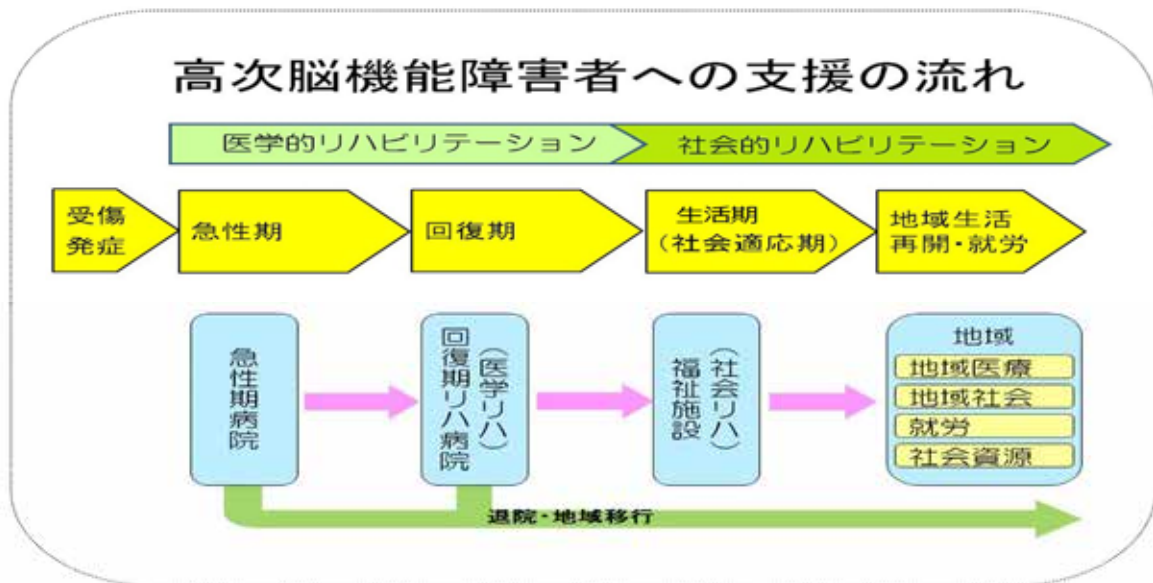 高次脳機能障害者への支援の流れ
医学的リハビリテーション
社会的リハビリテーション
受傷
発症
急性期
回復期
生活期
（社会適応期）
地域生活
再開・就労
急性期病院
回復期リハ病院
（医学リハ）
福祉施設
（社会リハ）
地域
地域医療
地域社会
就労
社会資源
退院・地域移行